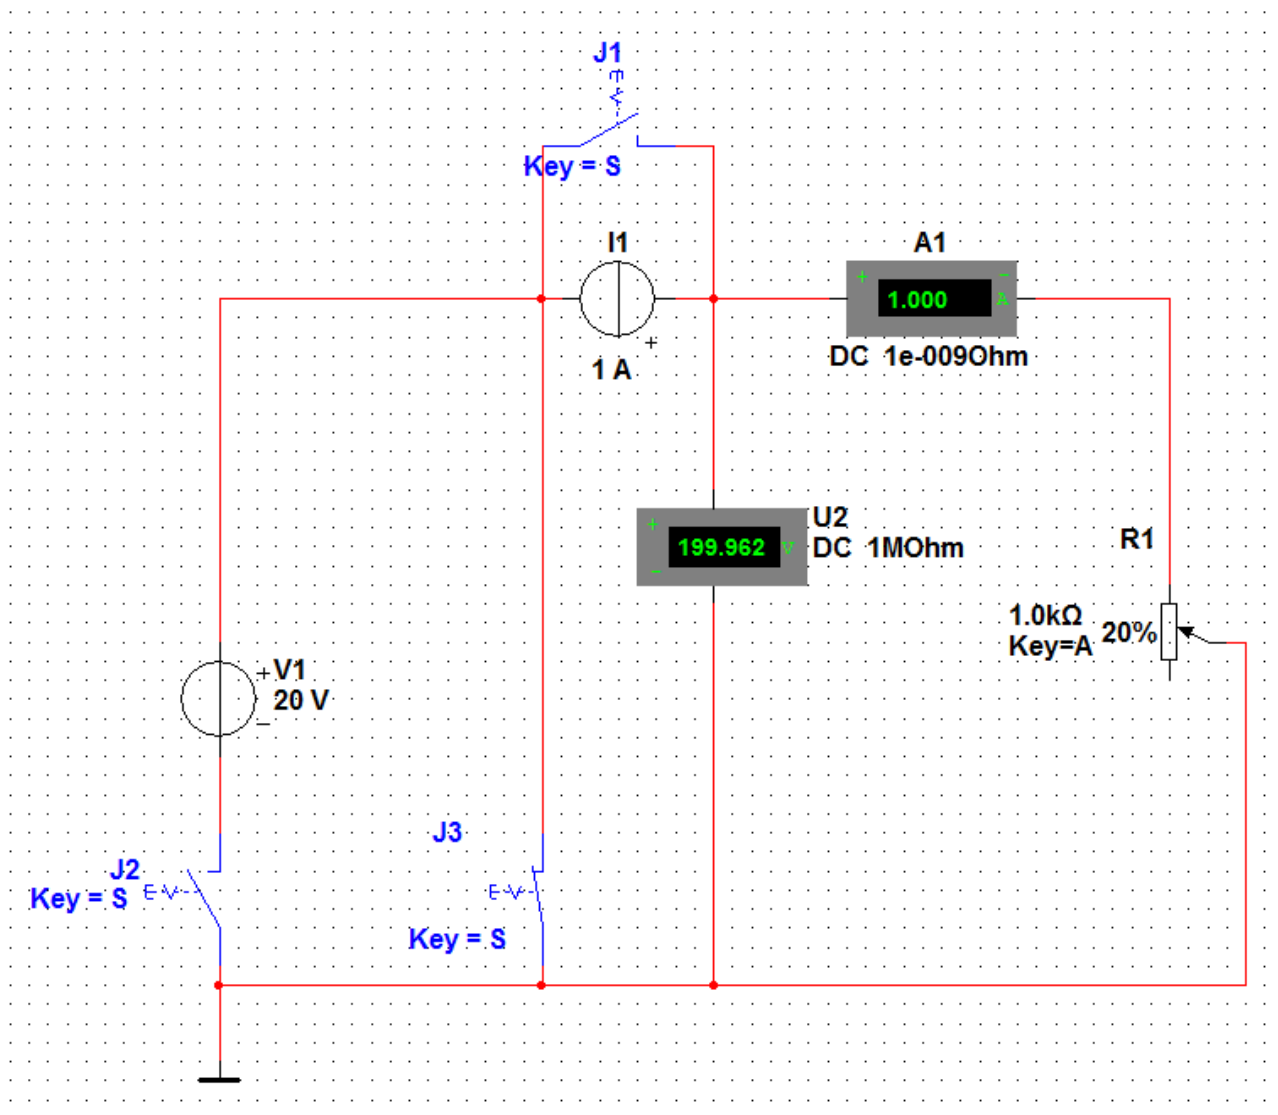 J1
Key = S
I1
1 A
A1
+
−
1.000 A
DC 1e-009Ohm
+
U2
+
199.962 V
−
DC 1MOhm
R1
1.0kΩ
20%
Key=A
+
V1
20 V
−
J3
J2
Key = S
Key = S